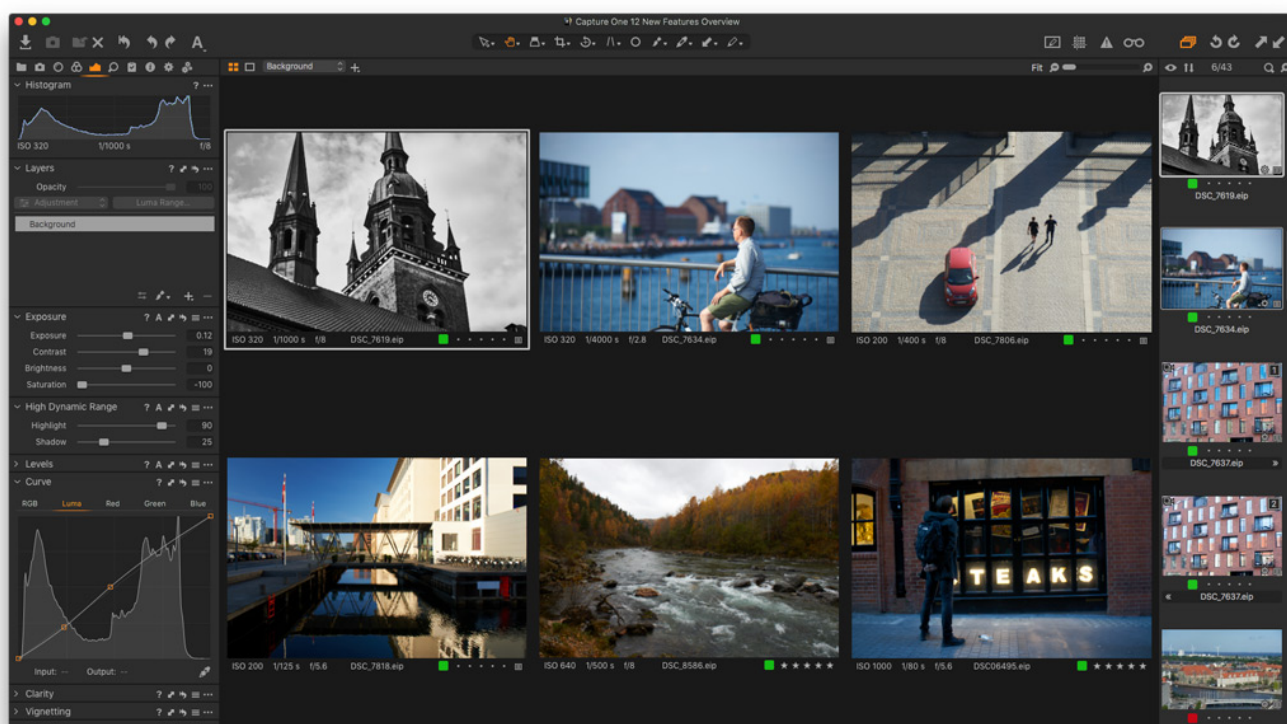 Capture One 12 New Features Overview
A
Background
Fit
6/43
Histogram ?
ISO 320 1/1000 s f/8
Layers ?
Opacity 100
Adjustment Luma Range...
Background
Exposure ? A
Exposure 0.12
Contrast 19
Brightness 0
Saturation -100
High Dynamic Range ? A
Highlight 90
Shadow 25
Levels ? A
Curve ?
RGB Luma Red Green Blue
Input: -- Output: --
Clarity ?
Vignetting ?
ISO 320 1/1000 s f/8 DSC_7619.eip
ISO 320 1/4000 s f/2.8 DSC_7634.eip
ISO 200 1/400 s f/8 DSC_7806.eip
ISO 200 1/125 s f/5.6 DSC_7818.eip
ISO 640 1/500 s f/8 DSC_8586.eip
TEAKS
ISO 1000 1/80 s f/5.6 DSC06495.eip
DSC_7619.eip
DSC_7634.eip
1
DSC_7637.eip »
2
« DSC_7637.eip